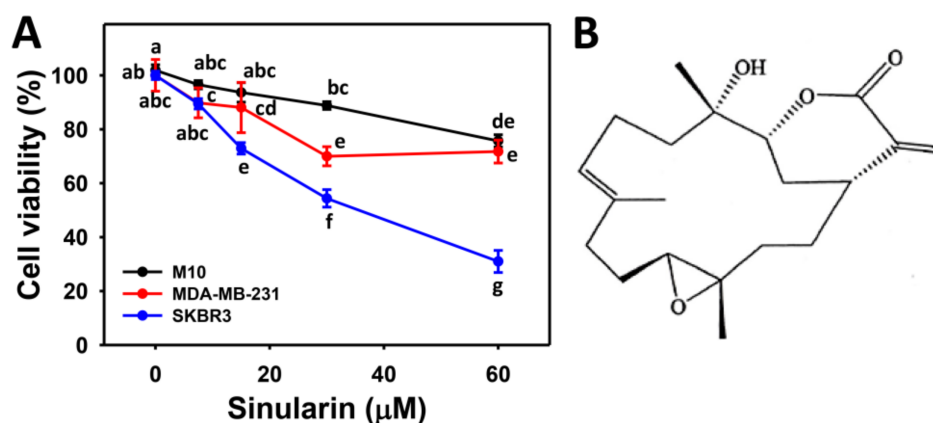 A
Cell viability (%)
100
80
60
40
20
0
a
ab
abc
abc
c
abc
abc
cd
e
bc
e
f
de
e
g
M10
MDA-MB-231
SKBR3
0
20
40
60
Sinularin (μM)
B
OH
O
O
O